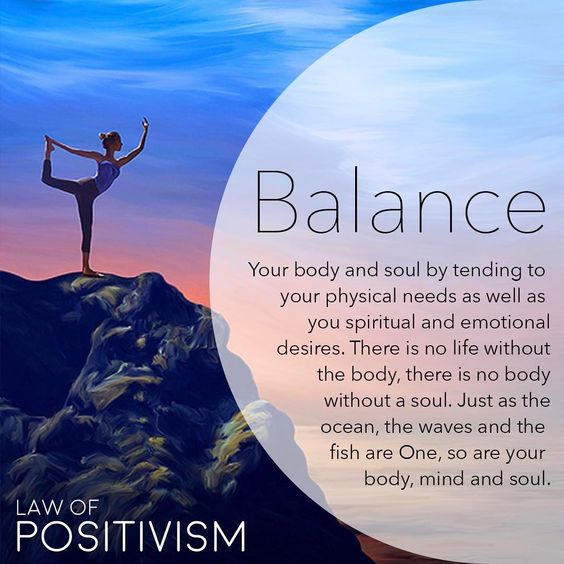 Balance
Your body and soul by tending to
your physical needs as well as
you spiritual and emotional
desires. There is no life without
the body, there is no body
without a soul. Just as the
ocean, the waves and the
fish are One, so are your
body, mind and soul.
LAW OF
POSITIVISM